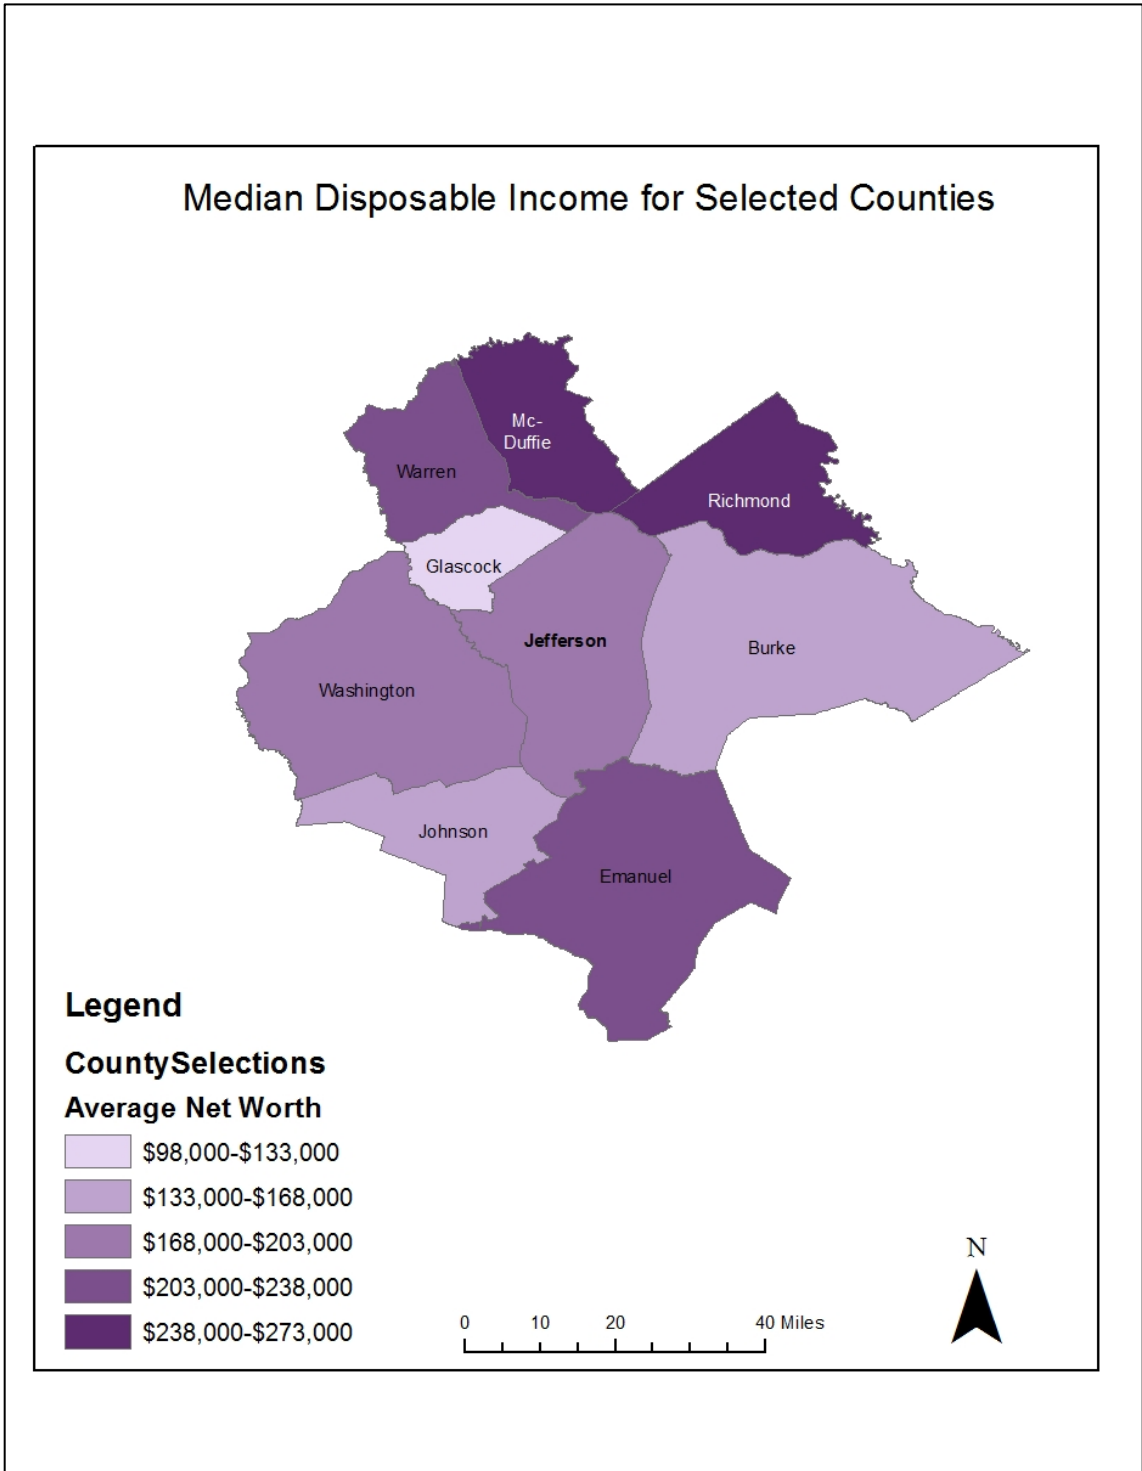 Median Disposable Income for Selected Counties
Mc-
Duffie
Warren
Richmond
Glascock
Jefferson
Burke
Washington
Johnson
Emanuel
Legend
CountySelections
Average Net Worth
$98,000-$133,000
$133,000-$168,000
$168,000-$203,000
$203,000-$238,000
$238,000-$273,000
N
0 10 20 40 Miles